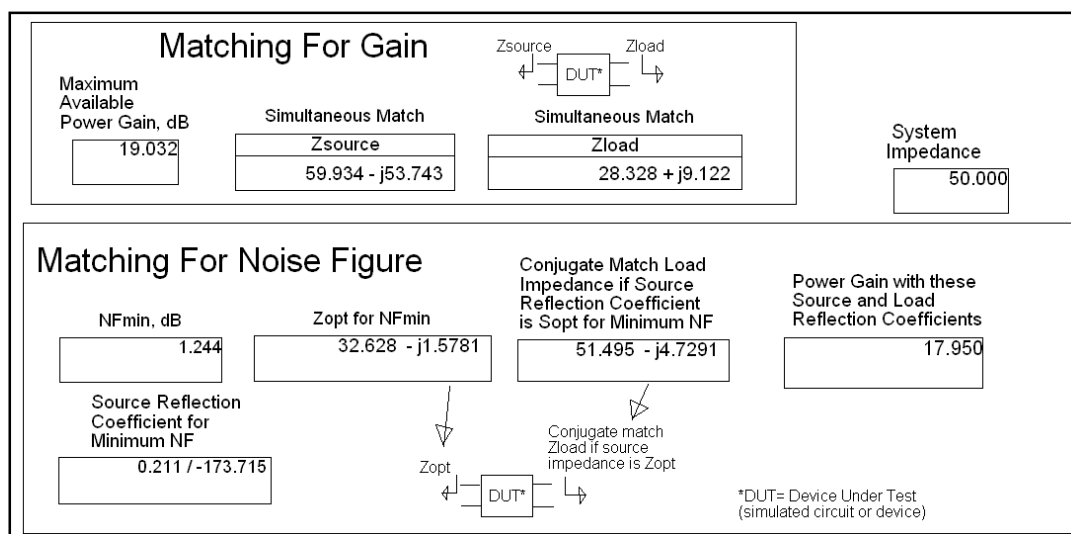 Matching For Gain
Zsource
Zload
DUT*
Maximum
Available
Power Gain, dB
19.032
Simultaneous Match
Zsource
59.934 - j53.743
Simultaneous Match
Zload
28.328 + j9.122
System
Impedance
50.000
Matching For Noise Figure
NFmin, dB
1.244
Zopt for NFmin
32.628 - j1.5781
Conjugate Match Load
Impedance if Source
Reflection Coefficient
is Sopt for Minimum NF
51.495 - j4.7291
Power Gain with these
Source and Load
Reflection Coefficients
17.950
Source Reflection
Coefficient for
Minimum NF
0.211 / -173.715
Zopt
DUT*
Conjugate match
Zload if source
impedance is Zopt
*DUT= Device Under Test
(simulated circuit or device)